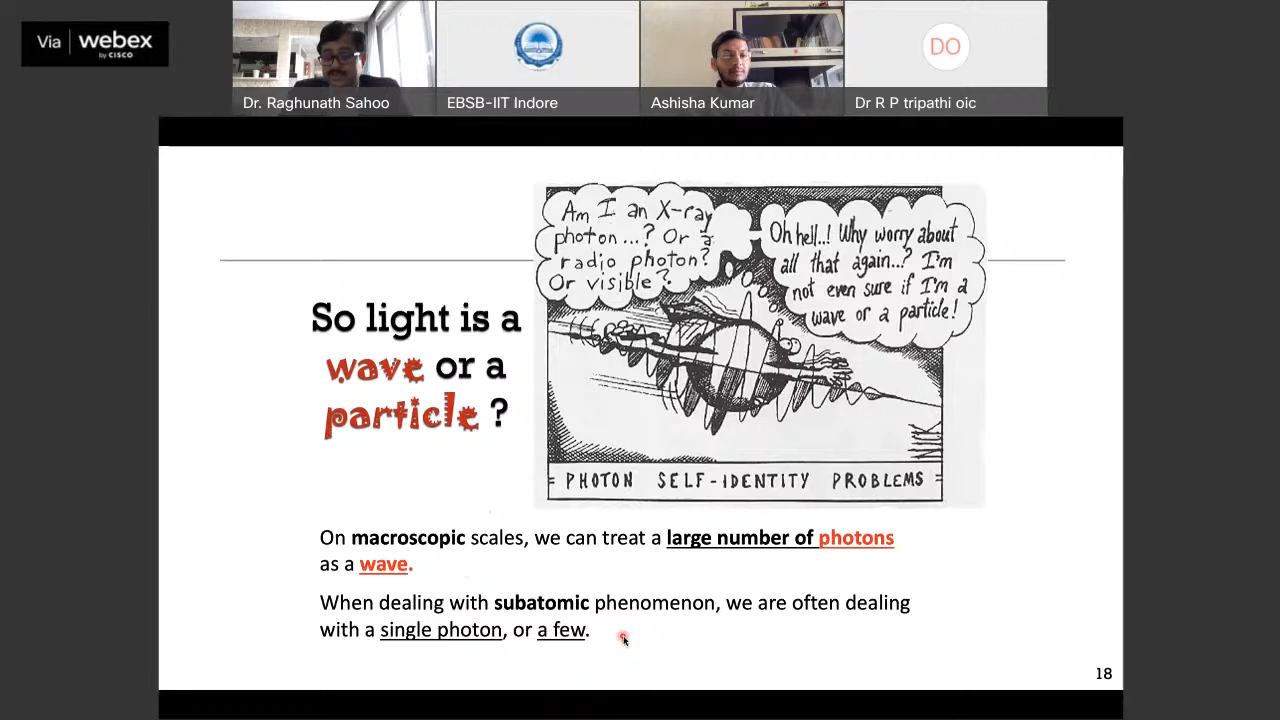 Via webex
by CISCO
Dr. Raghunath Sahoo
EBSB-IIT Indore
Ashisha Kumar
DO
Dr R P tripathi oic
Am I an X-ray
photon...? Or a
radio photon?
Or visible?
Oh hell..! Why worry about
all that again...? I'm
not even sure if I'm a
wave or a particle!
So light is a
wave or a
particle ?
PHOTON SELF-IDENTITY PROBLEMS
On macroscopic scales, we can treat a large number of photons
as a wave.
When dealing with subatomic phenomenon, we are often dealing
with a single photon, or a few.
18